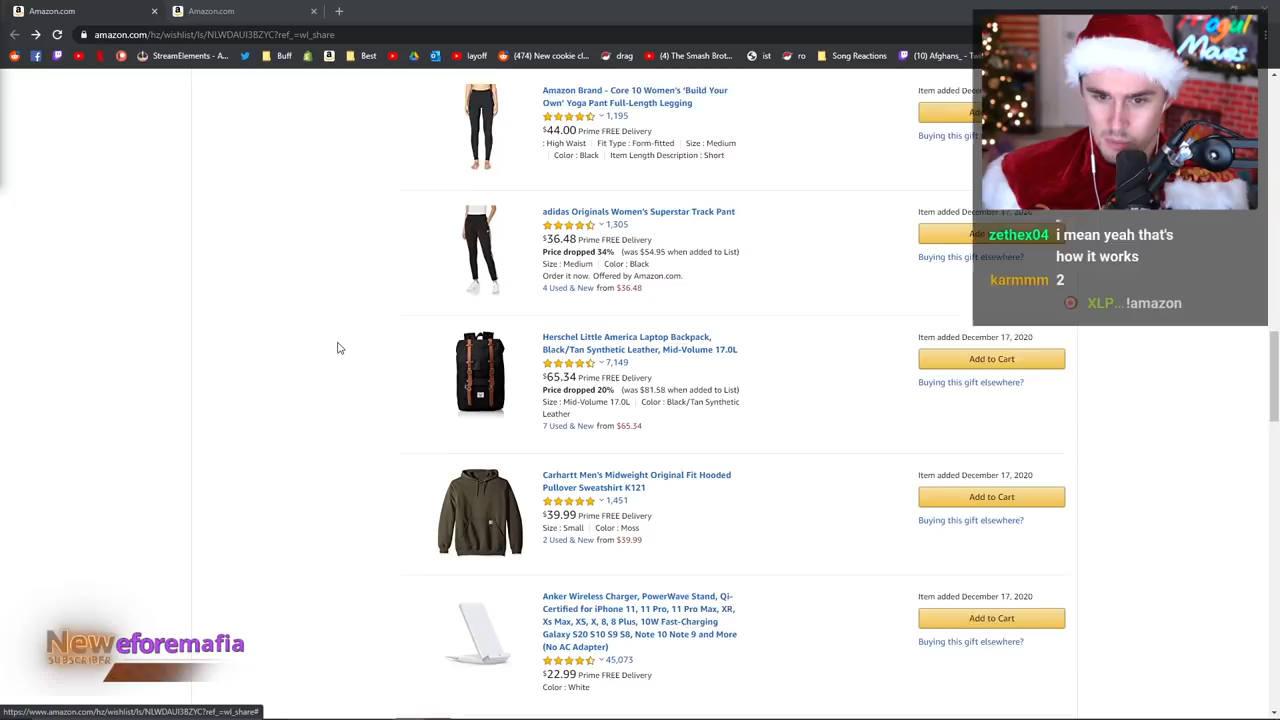 Amazon.com
Amazon.com
amazon.com/hz/wishlist/ls/NLWDAUI3BZYC?ref_=wl_share
StreamElements - A...
Buff
Best
layoff
(474) New cookie cl...
drag
(4) The Smash Brot...
ist
ro
Song Reactions
(10) Afghans_ - Twi
Mogul
Moves
Amazon Brand - Core 10 Women's 'Build Your
Own' Yoga Pant Full-Length Legging
1,195
$44.00 Prime FREE Delivery
: High Waist | Fit Type : Form-fitted | Size : Medium
| Color : Black | Item Length Description : Short
Item added Dece
Ad
Buying this gift
adidas Originals Women's Superstar Track Pant
1,305
$36.48 Prime FREE Delivery
Price dropped 34% (was $54.95 when added to List)
Size : Medium | Color : Black
Order it now. Offered by Amazon.com.
4 Used & New from $36.48
Item added December 17, 2020
Buying this gift elsewhere?
zethex04 i mean yeah that's
how it works
karmmm 2
XLP... !amazon
Herschel Little America Laptop Backpack,
Black/Tan Synthetic Leather, Mid-Volume 17.0L
7,149
$65.34 Prime FREE Delivery
Price dropped 20% (was $81.58 when added to List)
Size : Mid-Volume 17.0L | Color : Black/Tan Synthetic
Leather
7 Used & New from $65.34
Item added December 17, 2020
Add to Cart
Buying this gift elsewhere?
Carhartt Men's Midweight Original Fit Hooded
Pullover Sweatshirt K121
1,451
$39.99 Prime FREE Delivery
Size : Small | Color : Moss
2 Used & New from $39.99
Item added December 17, 2020
Add to Cart
Buying this gift elsewhere?
Anker Wireless Charger, PowerWave Stand, Qi-
Certified for iPhone 11, 11 Pro, 11 Pro Max, XR,
Xs Max, XS, X, 8, 8 Plus, 10W Fast-Charging
Galaxy S20 S10 S9 S8, Note 10 Note 9 and More
(No AC Adapter)
45,073
$22.99 Prime FREE Delivery
Color : White
Item added December 17, 2020
Add to Cart
Buying this gift elsewhere?
New eforemafia
SUBSCRIBER
https://www.amazon.com/hz/wishlist/ls/NLWDAUI3BZYC?ref_=wl_share#